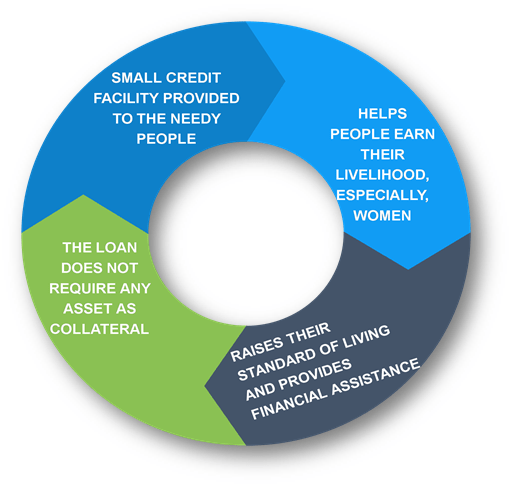 SMALL CREDIT
FACILITY PROVIDED
TO THE NEEDY
PEOPLE
HELPS
PEOPLE EARN
THEIR
LIVELIHOOD,
ESPECIALLY,
WOMEN
RAISES THEIR
STANDARD OF LIVING
AND PROVIDES
FINANCIAL ASSISTANCE
THE LOAN
DOES NOT
REQUIRE ANY
ASSET AS
COLLATERAL